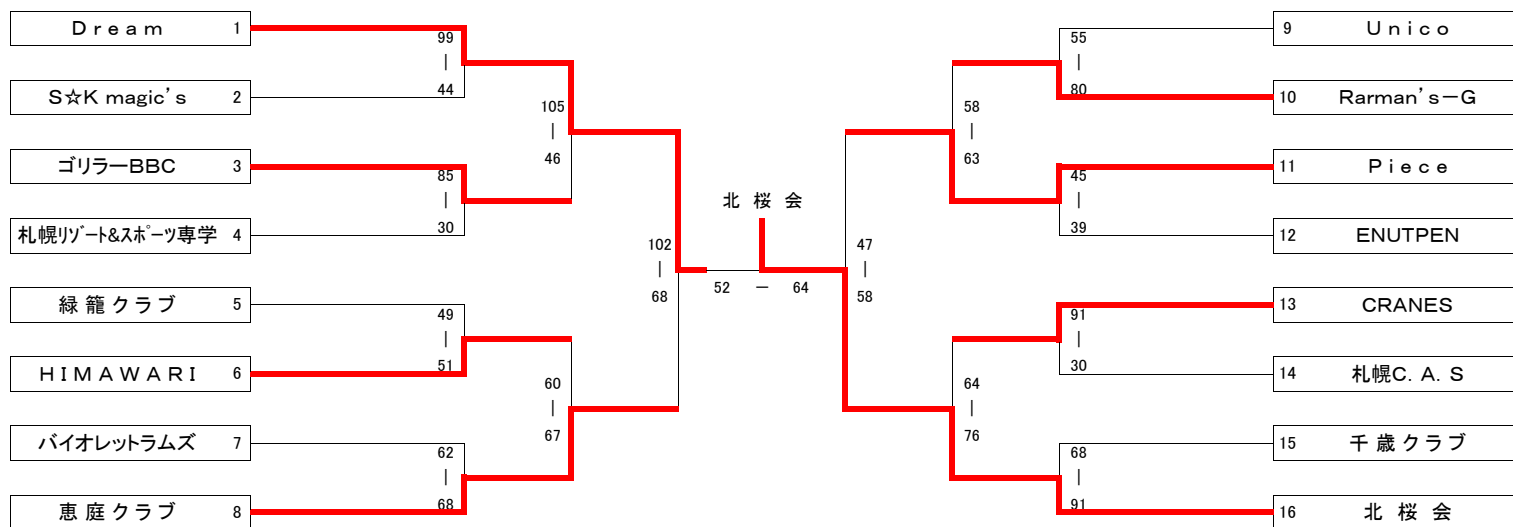 Dream 1
99
|
44
S☆K magic's 2
105
|
46
ゴリラーBBC 3
85
|
30
札幌リゾート&スポーツ専学 4
102
|
68
緑龍クラブ 5
49
|
51
HIMAWARI 6
60
|
67
バイオレットラムズ 7
62
|
68
恵庭クラブ 8
北桜会
52 － 64
9 Unico
55
|
80
10 Rarman's－G
58
|
63
11 Piece
45
|
39
12 ENUTPEN
47
|
58
13 CRANES
91
|
30
14 札幌C．A．S
64
|
76
15 千歳クラブ
68
|
91
16 北桜会